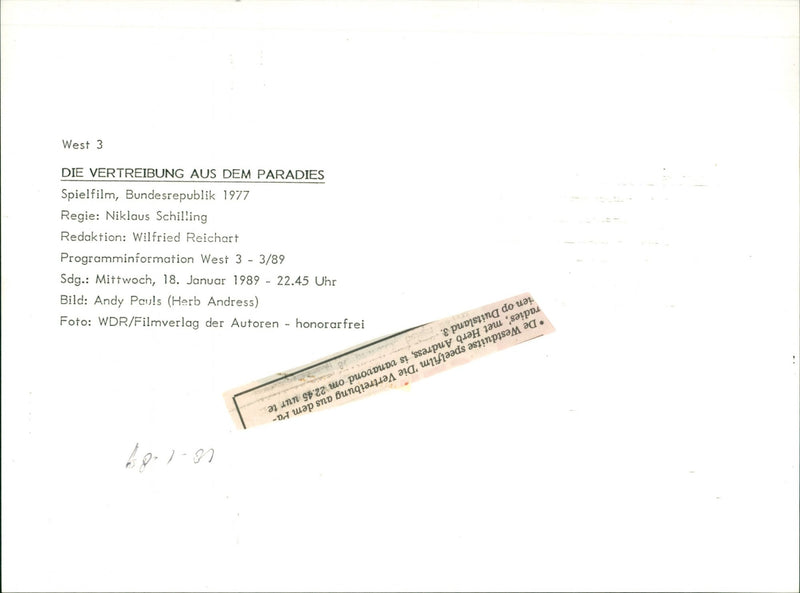 West 3
DIE VERTREIBUNG AUS DEM PARADIES
Spielfilm, Bundesrepublik 1977
Regie: Niklaus Schilling
Redaktion: Wilfried Reichart
Programminformation West 3 - 3/89
Sdg.: Mittwoch, 18. Januar 1989 - 22.45 Uhr
Bild: Andy Pauls (Herb Andress)
Foto: WDR/Filmverlag der Autoren - honorarfrei
• De Westduitse speelfilm 'Die Vertreibung aus dem Pa-
radies', met Herb Andress, is vanavond om 22.45 uur te
zien op Duitsland 3.